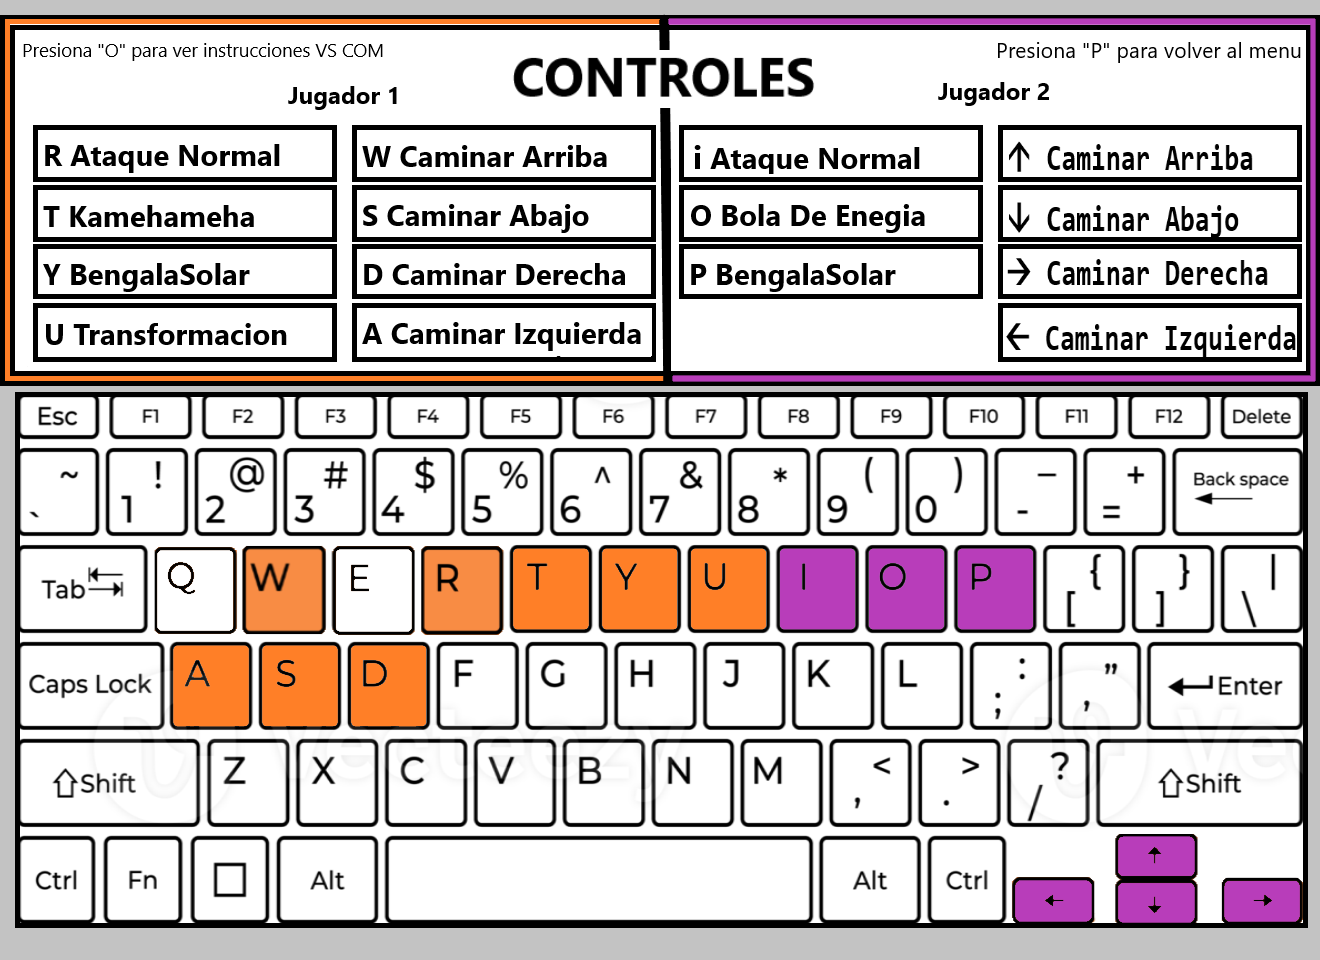 Presiona "O" para ver instrucciones VS COM
Presiona "P" para volver al menu
CONTROLES
Jugador 1
Jugador 2
R Ataque Normal
W Caminar Arriba
i Ataque Normal
↑ Caminar Arriba
T Kamehameha
S Caminar Abajo
O Bola De Enegia
↓ Caminar Abajo
Y BengalaSolar
D Caminar Derecha
P BengalaSolar
→ Caminar Derecha
U Transformacion
A Caminar Izquierda
← Caminar Izquierda
Esc F1 F2 F3 F4 F5 F6 F7 F8 F9 F10 F11 F12 Delete
~ ! @ # $ % ^ & * ( ) – + Back space
` 1 2 3 4 5 6 7 8 9 0 - = ←
Tab Q W E R T Y U I O P { } |
[ ] \
Caps Lock A S D F G H J K L : " Enter
; '
Shift Z X C V B N M < > ? Shift
, . /
Ctrl Fn Alt Alt Ctrl ↑
← ↓ →
Vecteezy
Ve